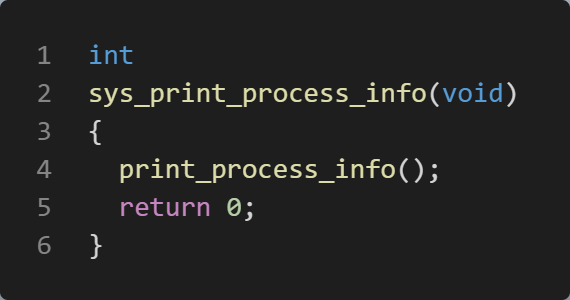 1 int
2 sys_print_process_info(void)
3 {
4   print_process_info();
5   return 0;
6 }